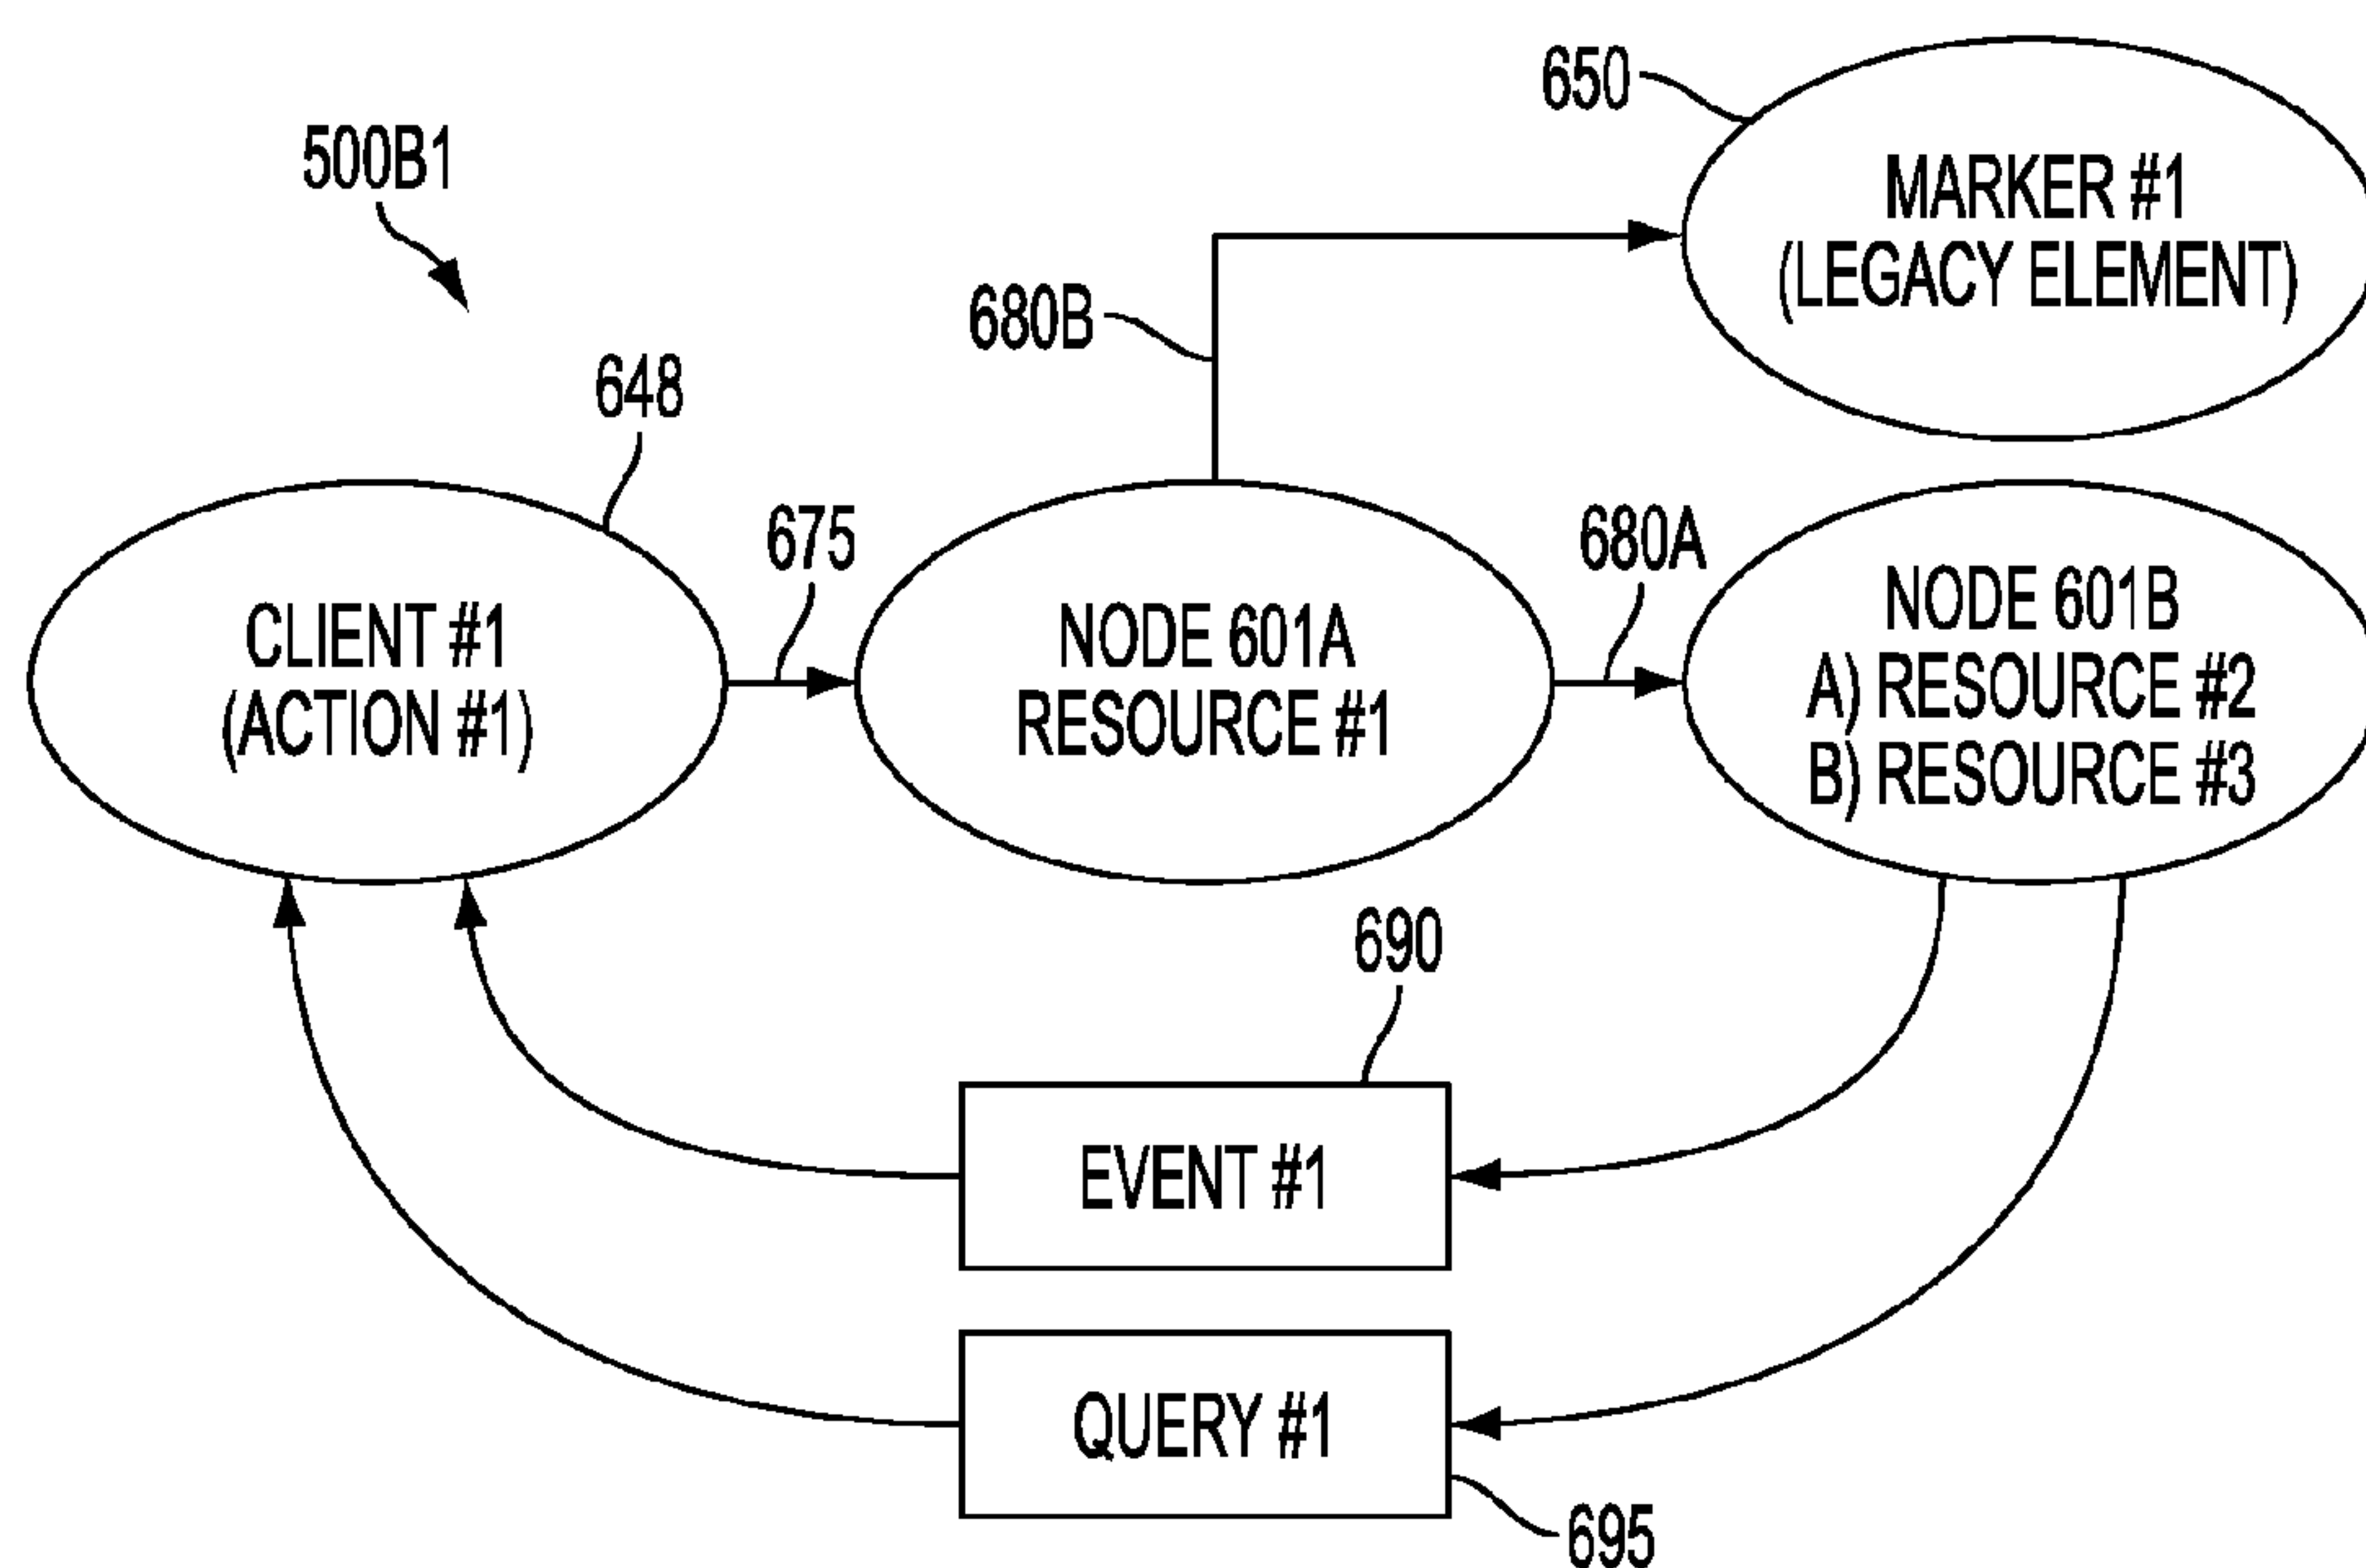 650
500B1
MARKER #1
(LEGACY ELEMENT)
680B
648
675
680A
CLIENT #1
(ACTION #1)
NODE 601A
RESOURCE #1
NODE 601B
A) RESOURCE #2
B) RESOURCE #3
690
EVENT #1
QUERY #1
695